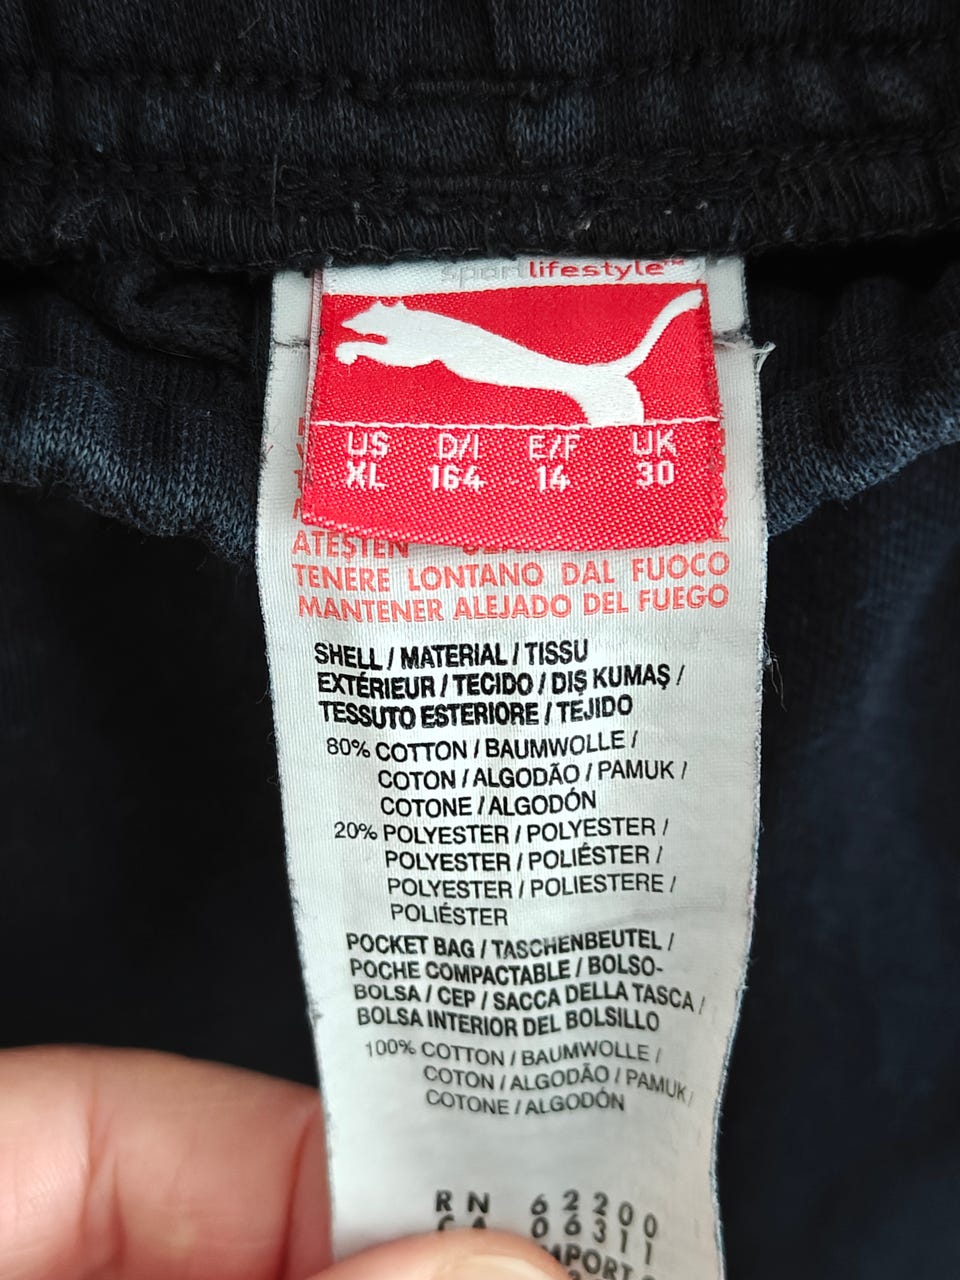 sportlifestyle™
US D/I E/F UK
XL 164 14 30
ATESTEN
TENERE LONTANO DAL FUOCO
MANTENER ALEJADO DEL FUEGO
SHELL / MATERIAL / TISSU
EXTÉRIEUR / TECIDO / DIŞ KUMAŞ /
TESSUTO ESTERIORE / TEJIDO
80% COTTON / BAUMWOLLE /
COTON / ALGODÃO / PAMUK /
COTONE / ALGODÓN
20% POLYESTER / POLYESTER /
POLYESTER / POLIÉSTER /
POLYESTER / POLIESTERE /
POLIÉSTER
POCKET BAG / TASCHENBEUTEL /
POCHE COMPACTABLE / BOLSO-
BOLSA / CEP / SACCA DELLA TASCA /
BOLSA INTERIOR DEL BOLSILLO
100% COTTON / BAUMWOLLE /
COTON / ALGODÃO / PAMUK /
COTONE / ALGODÓN
RN 62200
CA 06311